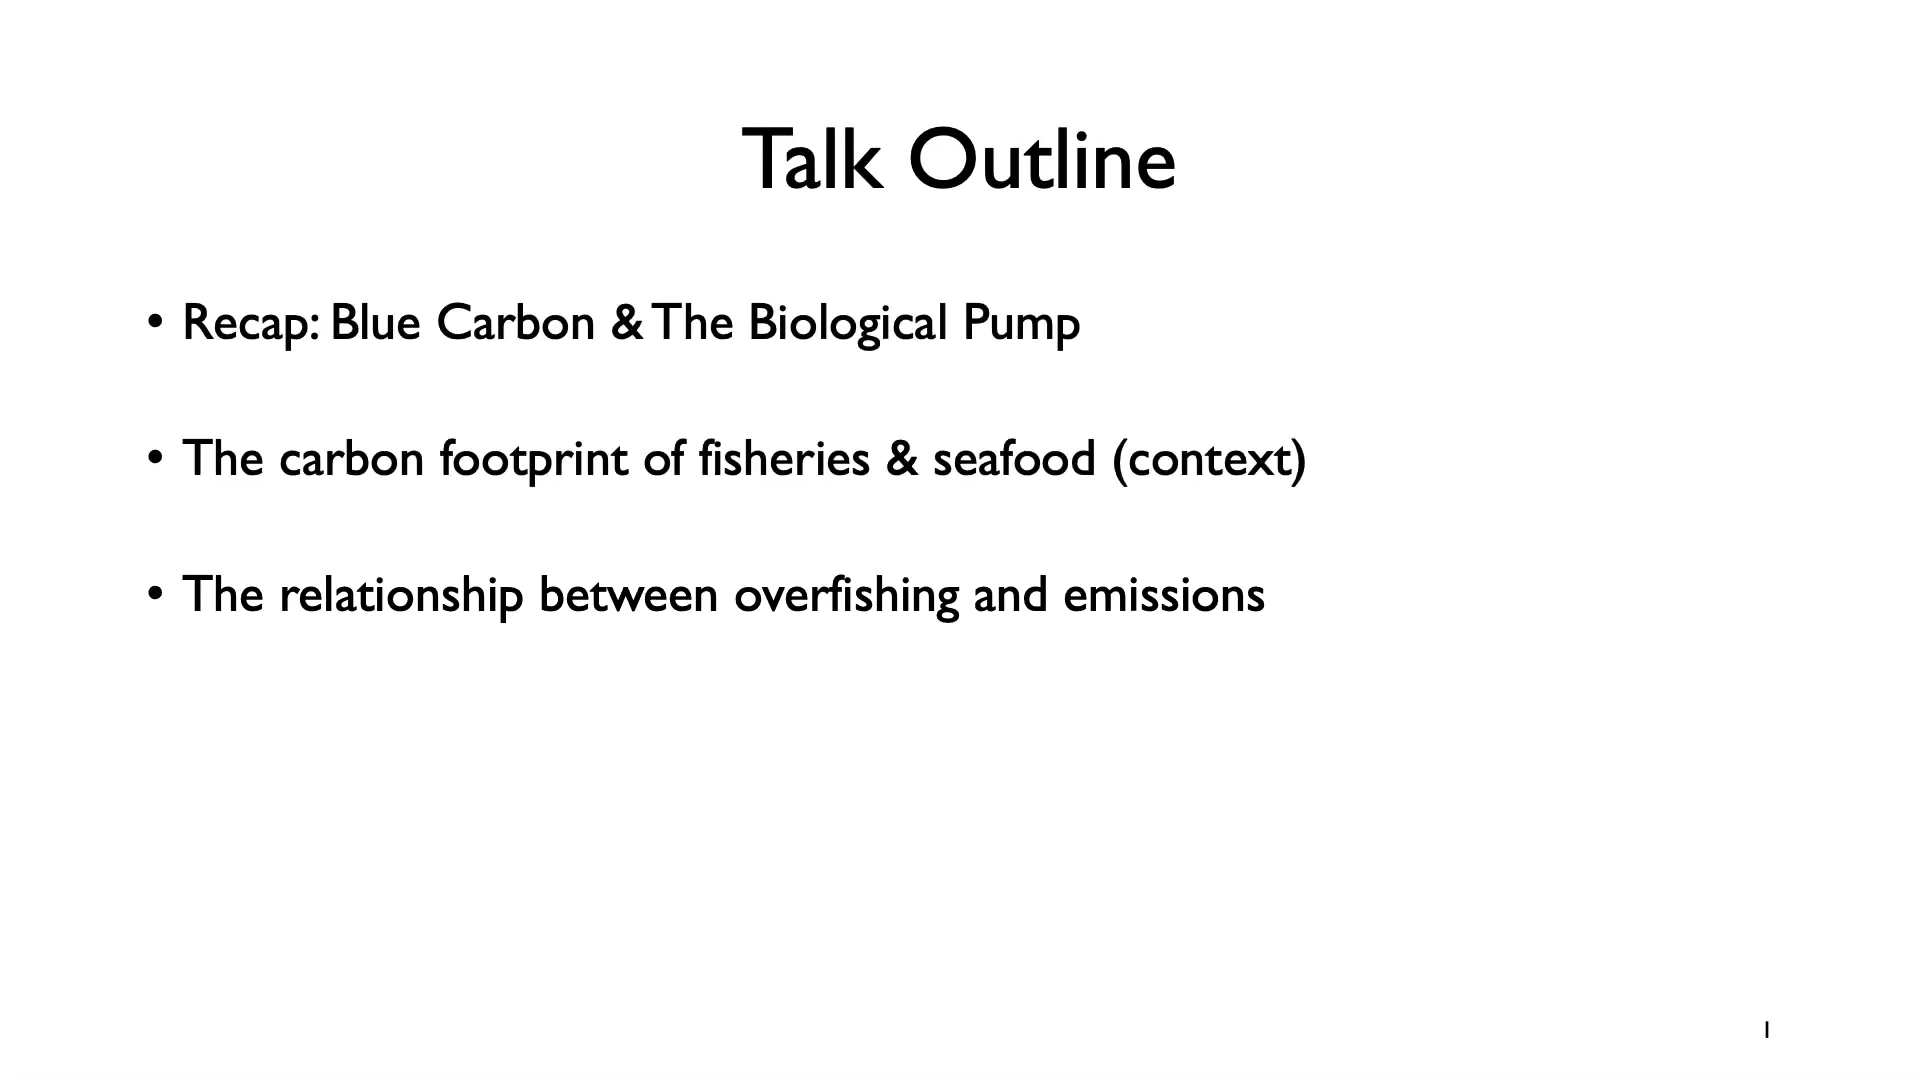 Talk Outline
• Recap: Blue Carbon & The Biological Pump
• The carbon footprint of fisheries & seafood (context)
• The relationship between overfishing and emissions
1